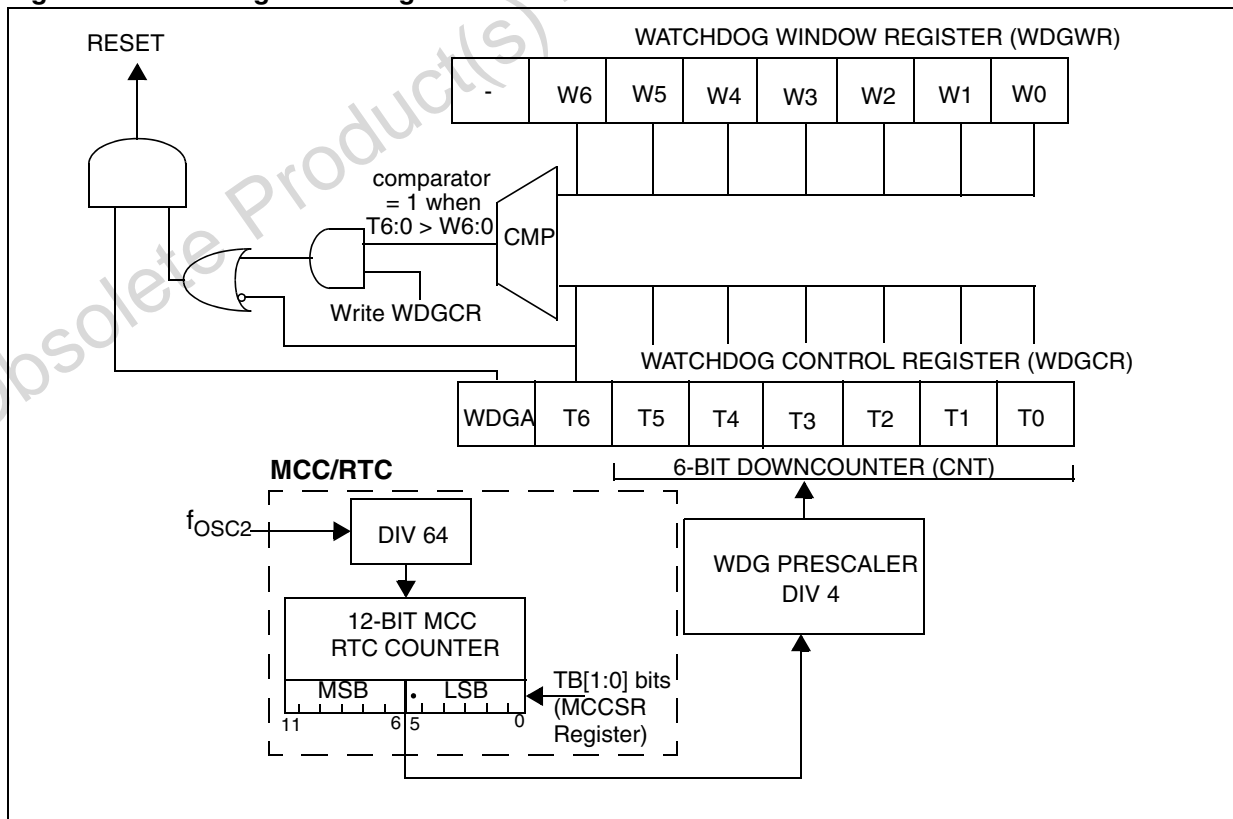 RESET
WATCHDOG WINDOW REGISTER (WDGWR)
- W6 W5 W4 W3 W2 W1 W0
comparator
= 1 when
T6:0 > W6:0
CMP
Write WDGCR
WATCHDOG CONTROL REGISTER (WDGCR)
WDGA T6 T5 T4 T3 T2 T1 T0
6-BIT DOWNCOUNTER (CNT)
MCC/RTC
fOSC2
DIV 64
WDG PRESCALER
DIV 4
12-BIT MCC
RTC COUNTER
MSB LSB
11 6 5 0
TB[1:0] bits
(MCCSR
Register)
Obsolete Product(s)